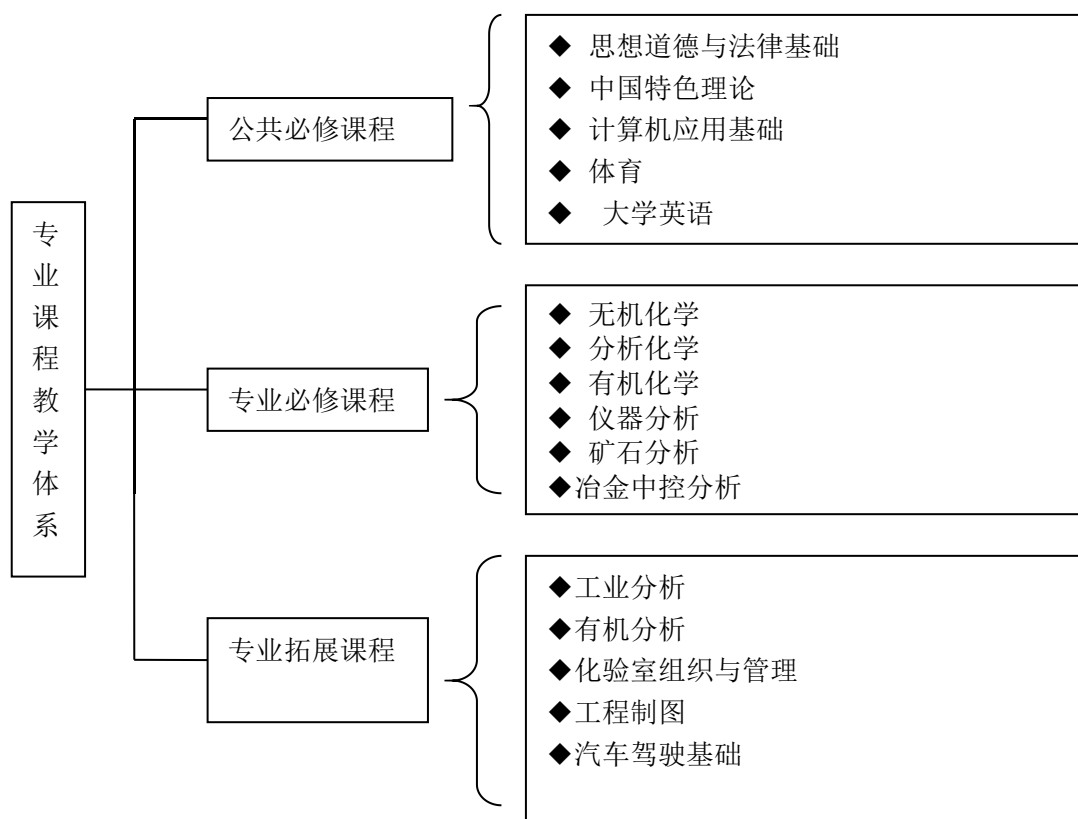 专业课程教学体系
公共必修课程
◆ 思想道德与法律基础
◆ 中国特色理论
◆ 计算机应用基础
◆ 体育
◆ 大学英语
专业必修课程
◆ 无机化学
◆ 分析化学
◆ 有机化学
◆ 仪器分析
◆ 矿石分析
◆冶金中控分析
专业拓展课程
◆工业分析
◆有机分析
◆化验室组织与管理
◆工程制图
◆汽车驾驶基础